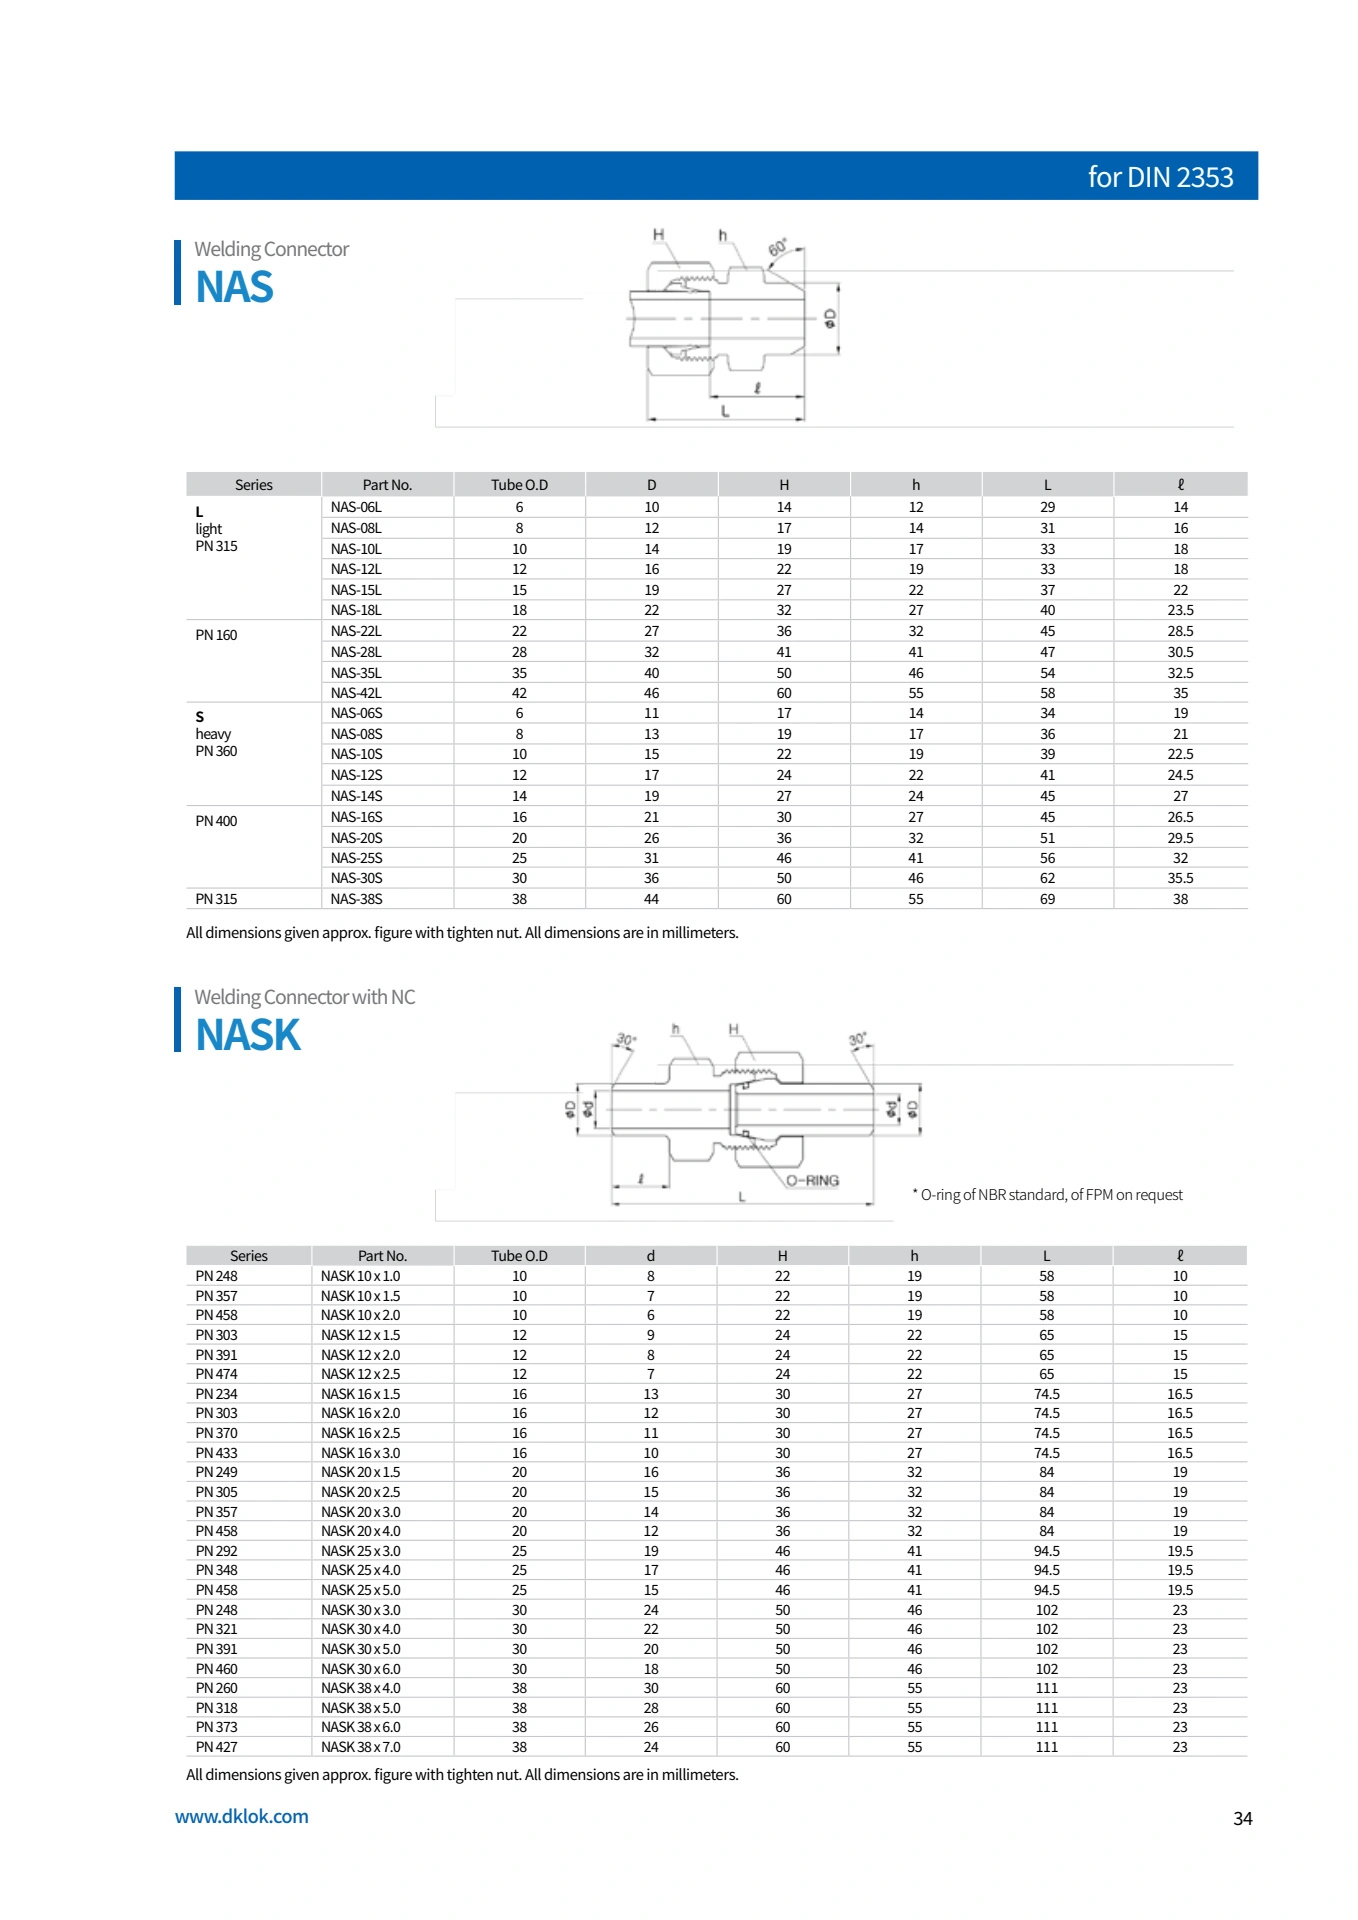 for DIN 2353
Welding Connector
NAS
H h 60°
øD
ℓ
L
Series Part No. Tube O.D D H h L ℓ
L light PN 315 NAS-06L 6 10 14 12 29 14
NAS-08L 8 12 17 14 31 16
NAS-10L 10 14 19 17 33 18
NAS-12L 12 16 22 19 33 18
NAS-15L 15 19 27 22 37 22
NAS-18L 18 22 32 27 40 23.5
PN 160 NAS-22L 22 27 36 32 45 28.5
NAS-28L 28 32 41 41 47 30.5
NAS-35L 35 40 50 46 54 32.5
NAS-42L 42 46 60 55 58 35
S heavy PN 360 NAS-06S 6 11 17 14 34 19
NAS-08S 8 13 19 17 36 21
NAS-10S 10 15 22 19 39 22.5
NAS-12S 12 17 24 22 41 24.5
NAS-14S 14 19 27 24 45 27
PN 400 NAS-16S 16 21 30 27 45 26.5
NAS-20S 20 26 36 32 51 29.5
NAS-25S 25 31 46 41 56 32
NAS-30S 30 36 50 46 62 35.5
PN 315 NAS-38S 38 44 60 55 69 38
All dimensions given approx. figure with tighten nut. All dimensions are in millimeters.
Welding Connector with NC
NASK
30° h H 30°
øD ød ød øD
ℓ O-RING
L
* O-ring of NBR standard, of FPM on request
Series Part No. Tube O.D d H h L ℓ
PN 248 NASK 10 x 1.0 10 8 22 19 58 10
PN 357 NASK 10 x 1.5 10 7 22 19 58 10
PN 458 NASK 10 x 2.0 10 6 22 19 58 10
PN 303 NASK 12 x 1.5 12 9 24 22 65 15
PN 391 NASK 12 x 2.0 12 8 24 22 65 15
PN 474 NASK 12 x 2.5 12 7 24 22 65 15
PN 234 NASK 16 x 1.5 16 13 30 27 74.5 16.5
PN 303 NASK 16 x 2.0 16 12 30 27 74.5 16.5
PN 370 NASK 16 x 2.5 16 11 30 27 74.5 16.5
PN 433 NASK 16 x 3.0 16 10 30 27 74.5 16.5
PN 249 NASK 20 x 1.5 20 16 36 32 84 19
PN 305 NASK 20 x 2.5 20 15 36 32 84 19
PN 357 NASK 20 x 3.0 20 14 36 32 84 19
PN 458 NASK 20 x 4.0 20 12 36 32 84 19
PN 292 NASK 25 x 3.0 25 19 46 41 94.5 19.5
PN 348 NASK 25 x 4.0 25 17 46 41 94.5 19.5
PN 458 NASK 25 x 5.0 25 15 46 41 94.5 19.5
PN 248 NASK 30 x 3.0 30 24 50 46 102 23
PN 321 NASK 30 x 4.0 30 22 50 46 102 23
PN 391 NASK 30 x 5.0 30 20 50 46 102 23
PN 460 NASK 30 x 6.0 30 18 50 46 102 23
PN 260 NASK 38 x 4.0 38 30 60 55 111 23
PN 318 NASK 38 x 5.0 38 28 60 55 111 23
PN 373 NASK 38 x 6.0 38 26 60 55 111 23
PN 427 NASK 38 x 7.0 38 24 60 55 111 23
All dimensions given approx. figure with tighten nut. All dimensions are in millimeters.
www.dklok.com 34